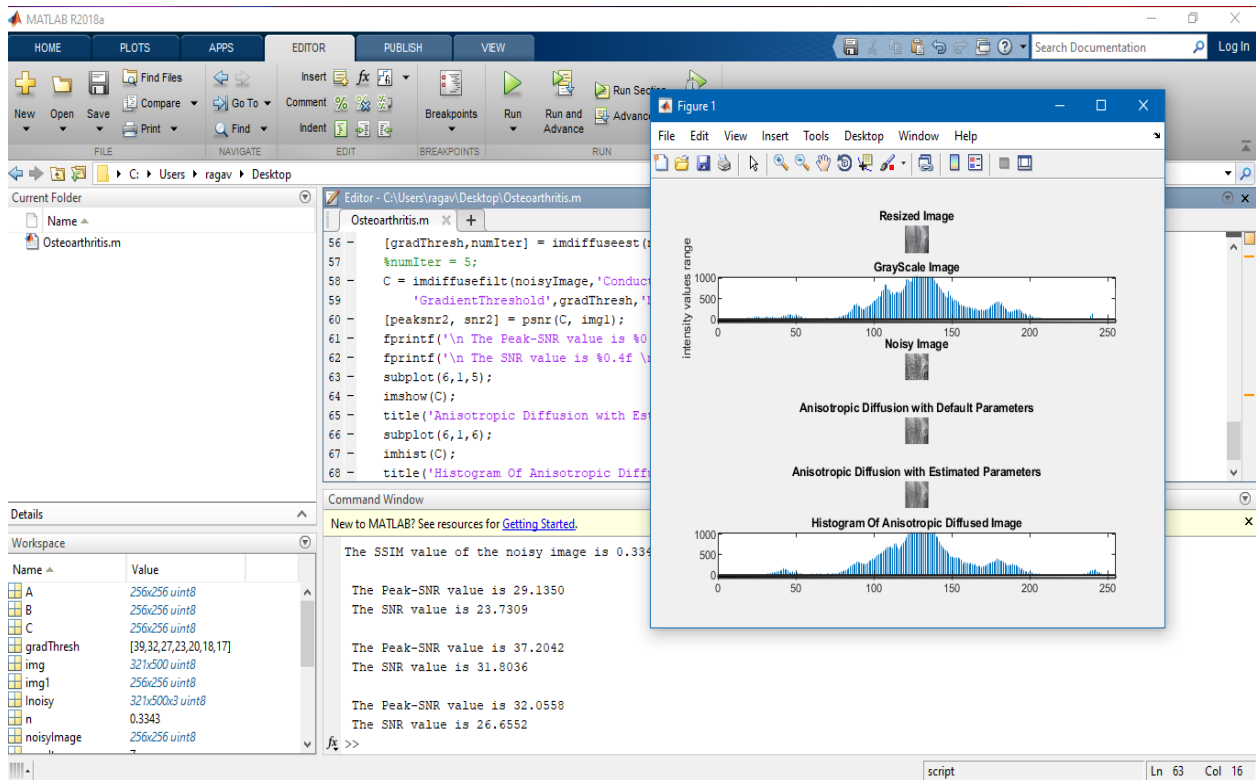 MATLAB R2018a
HOME PLOTS APPS EDITOR PUBLISH VIEW
Search Documentation
Log In
New Open Save
Find Files
Compare
Print
FILE
Go To
Find
NAVIGATE
Insert fx
Comment
Indent
EDIT
Breakpoints
BREAKPOINTS
Run
Run and
Advance
Run Section
Advance
RUN
C: Users ragav Desktop
Current Folder
Name
Osteoarthritis.m
Details
Workspace
Name Value
A 256x256 uint8
B 256x256 uint8
C 256x256 uint8
gradThresh [39,32,27,23,20,18,17]
img 321x500 uint8
img1 256x256 uint8
Inoisy 321x500x3 uint8
n 0.3343
noisyImage 256x256 uint8
Editor - C:\Users\ragav\Desktop\Osteoarthritis.m
Osteoarthritis.m
56 - [gradThresh,numIter] = imdiffuseest(
57 %numIter = 5;
58 - C = imdiffusefilt(noisyImage,'Conduct
59 'GradientThreshold',gradThresh,'
60 - [peaksnr2, snr2] = psnr(C, img1);
61 - fprintf('\n The Peak-SNR value is %0
62 - fprintf('\n The SNR value is %0.4f \
63 - subplot(6,1,5);
64 - imshow(C);
65 - title('Anisotropic Diffusion with Est
66 - subplot(6,1,6);
67 - imhist(C);
68 - title('Histogram Of Anisotropic Diff
Command Window
New to MATLAB? See resources for Getting Started.
The SSIM value of the noisy image is 0.334
The Peak-SNR value is 29.1350
The SNR value is 23.7309
The Peak-SNR value is 37.2042
The SNR value is 31.8036
The Peak-SNR value is 32.0558
The SNR value is 26.6552
fx >>
Figure 1
File Edit View Insert Tools Desktop Window Help
Resized Image
GrayScale Image
intensity values range
1000
500
0
0 50 100 150 200 250
Noisy Image
Anisotropic Diffusion with Default Parameters
Anisotropic Diffusion with Estimated Parameters
Histogram Of Anisotropic Diffused Image
1000
500
0
0 50 100 150 200 250
script
Ln 63 Col 16